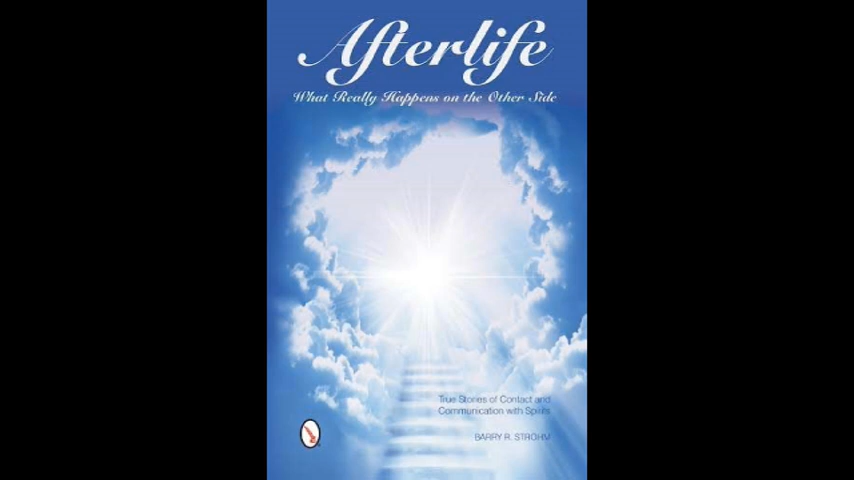 Afterlife
What Really Happens on the Other Side
True Stories of Contact and
Communication with Spirits
BARRY R. STROHM